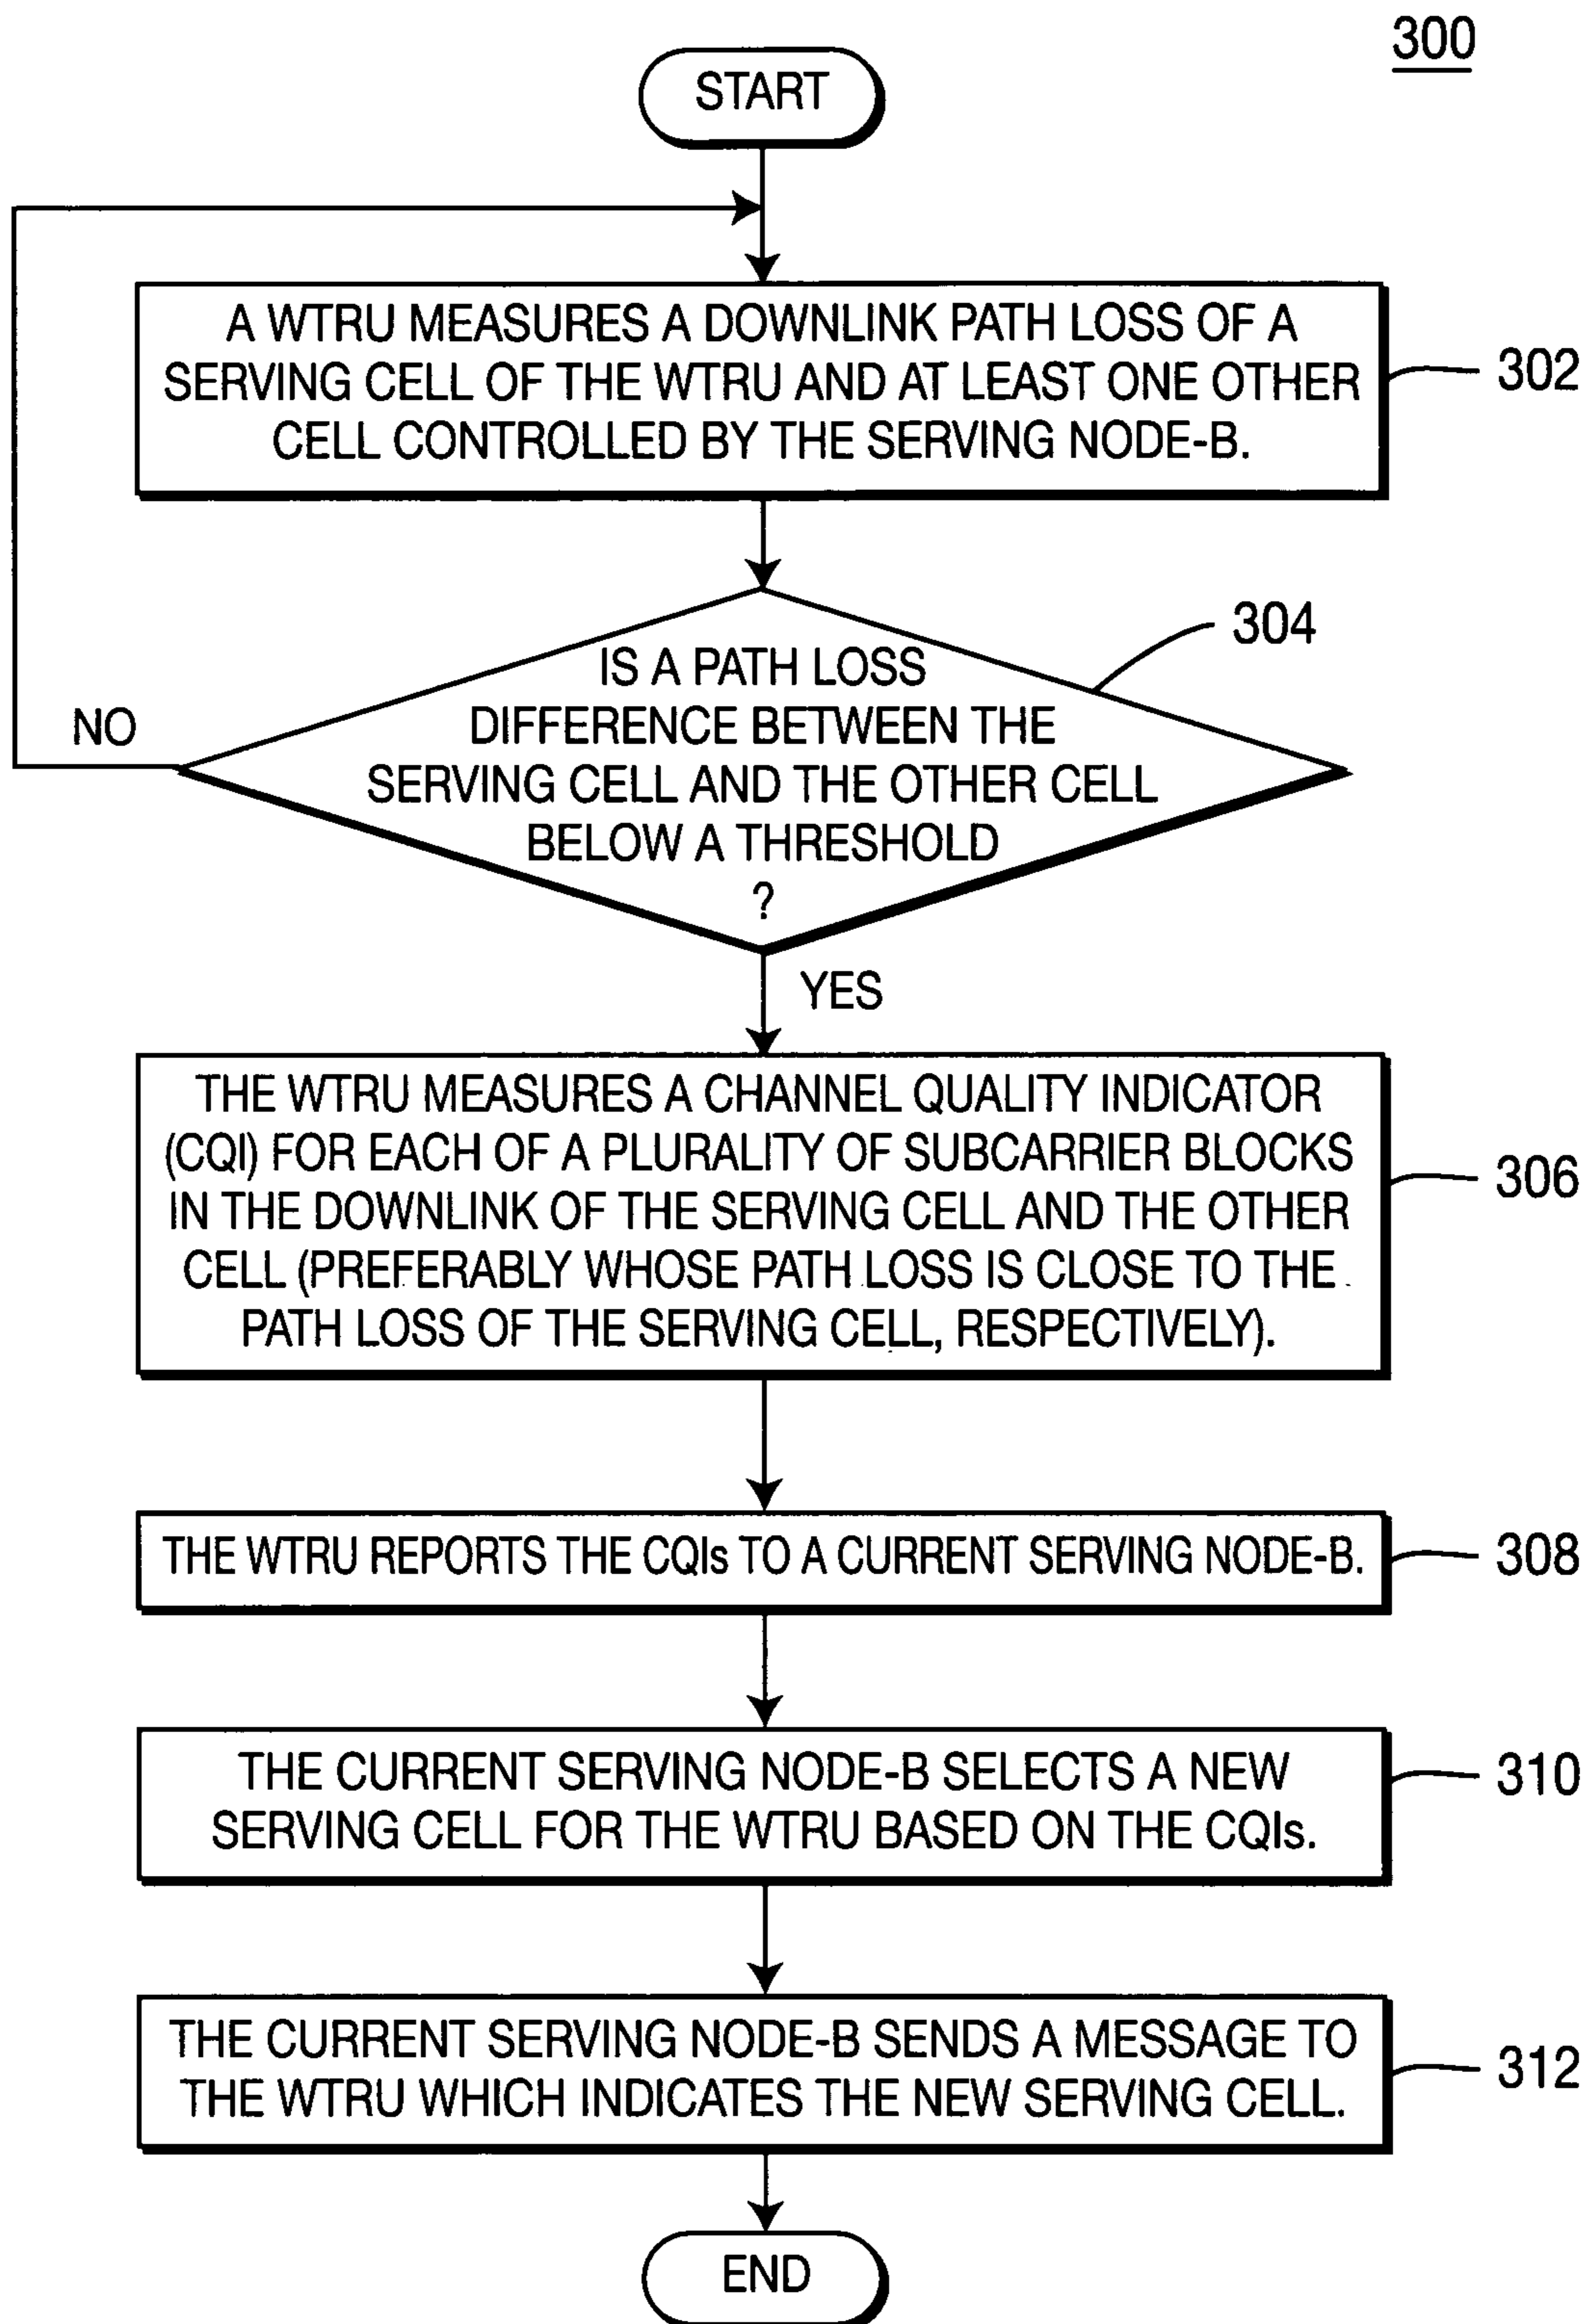 300
START
A WTRU MEASURES A DOWNLINK PATH LOSS OF A
SERVING CELL OF THE WTRU AND AT LEAST ONE OTHER
CELL CONTROLLED BY THE SERVING NODE-B.
302
304
IS A PATH LOSS
DIFFERENCE BETWEEN THE
SERVING CELL AND THE OTHER CELL
BELOW A THRESHOLD
?
NO
YES
THE WTRU MEASURES A CHANNEL QUALITY INDICATOR
(CQI) FOR EACH OF A PLURALITY OF SUBCARRIER BLOCKS
IN THE DOWNLINK OF THE SERVING CELL AND THE OTHER
CELL (PREFERABLY WHOSE PATH LOSS IS CLOSE TO THE
PATH LOSS OF THE SERVING CELL, RESPECTIVELY).
306
THE WTRU REPORTS THE CQIs TO A CURRENT SERVING NODE-B.
308
THE CURRENT SERVING NODE-B SELECTS A NEW
SERVING CELL FOR THE WTRU BASED ON THE CQIs.
310
THE CURRENT SERVING NODE-B SENDS A MESSAGE TO
THE WTRU WHICH INDICATES THE NEW SERVING CELL.
312
END